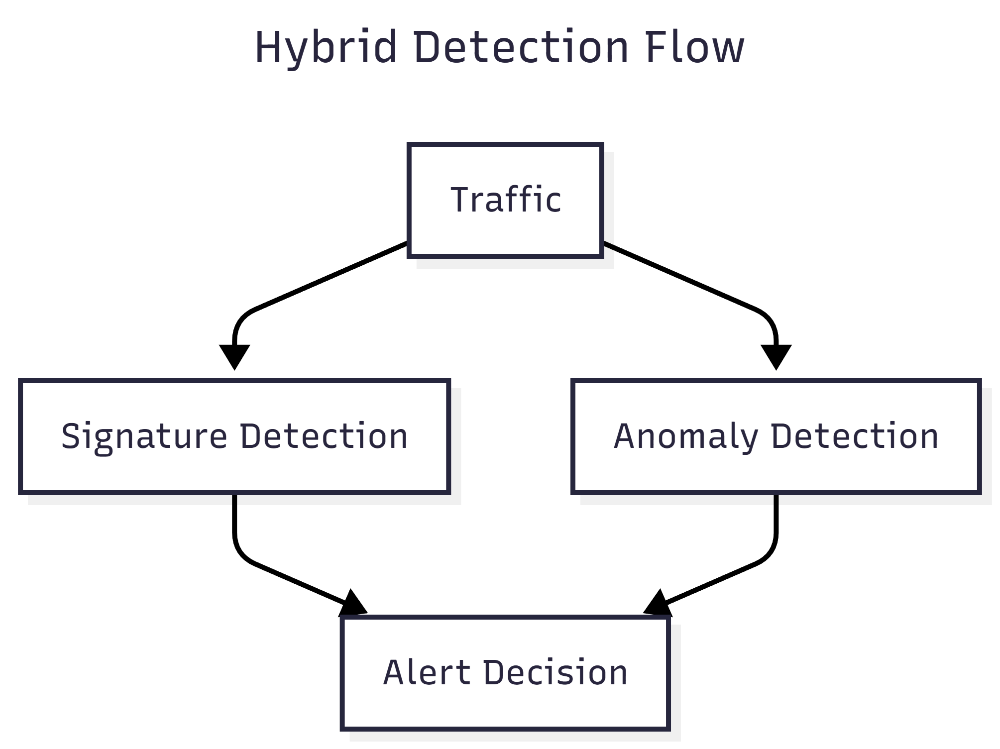 Hybrid Detection Flow
Traffic
Signature Detection
Anomaly Detection
Alert Decision